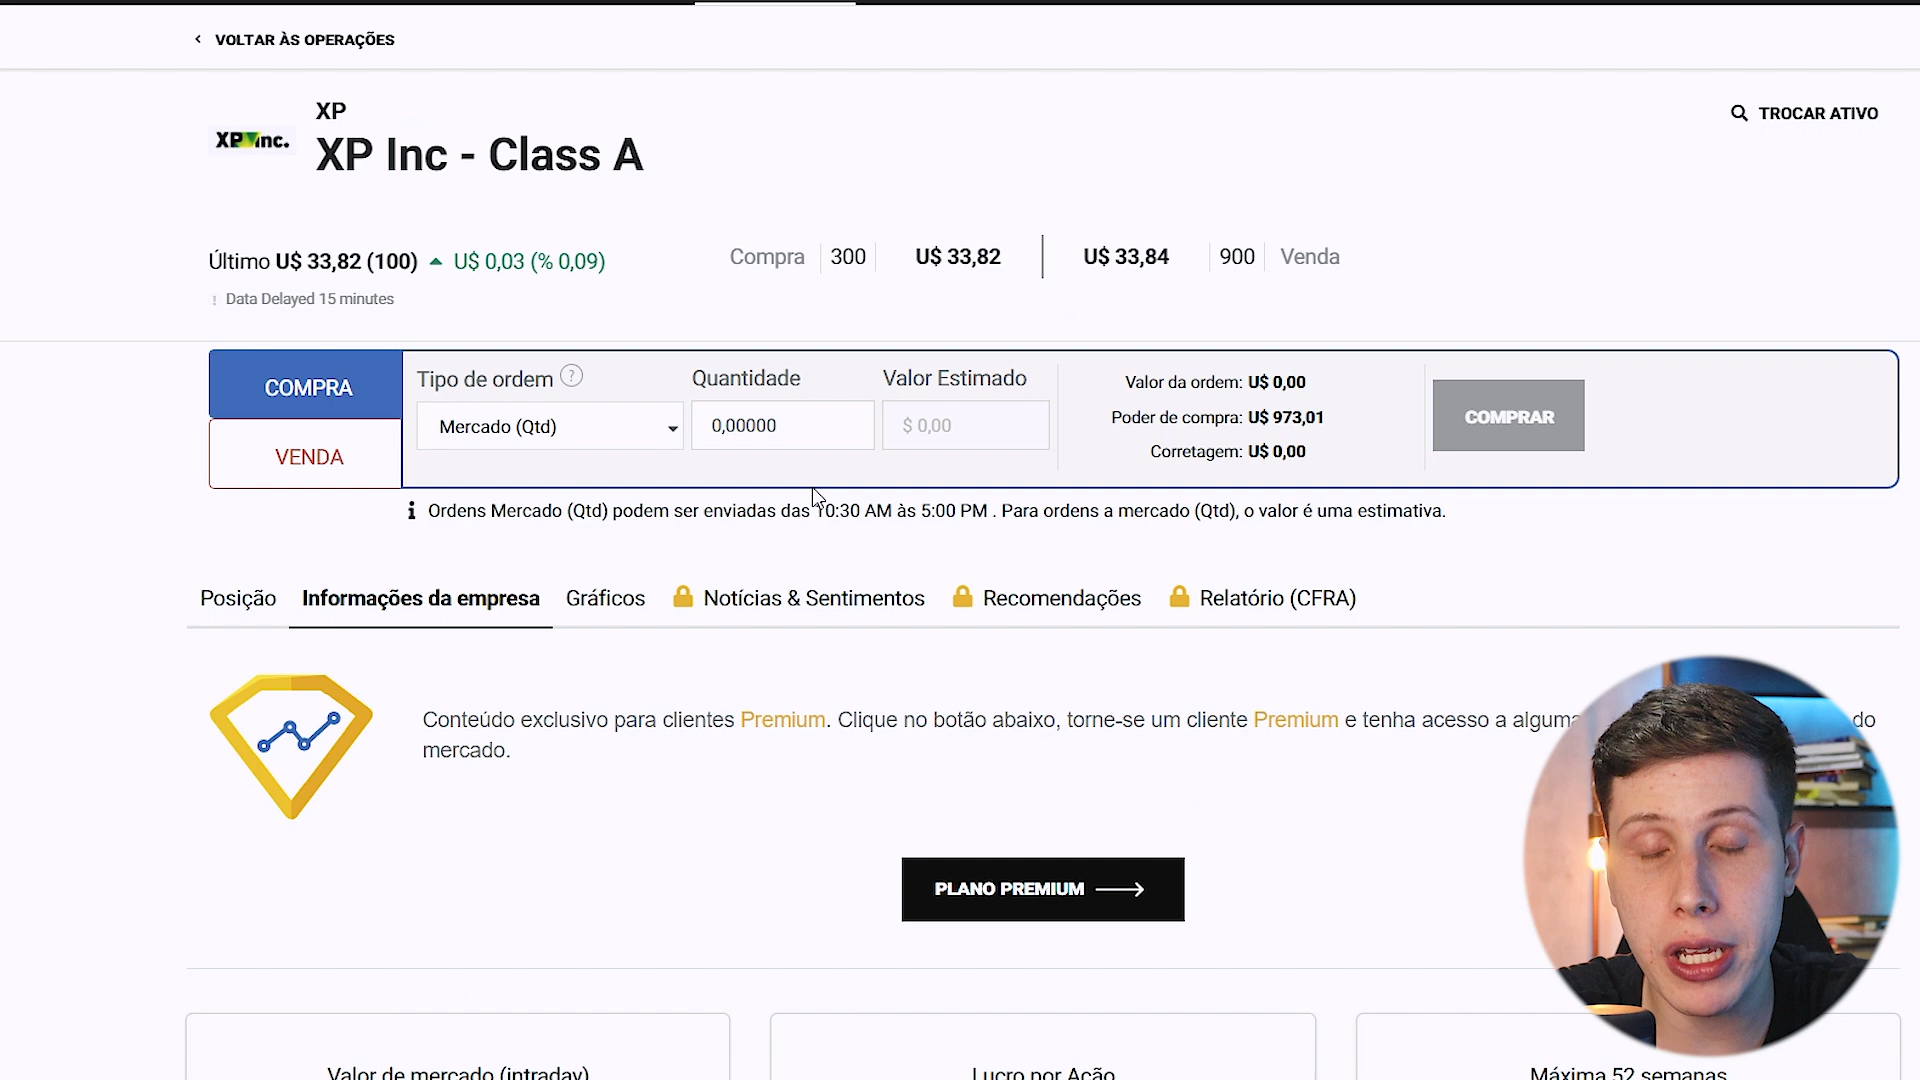 VOLTAR ÀS OPERAÇÕES
XP
XP Inc - Class A
XP Inc.
TROCAR ATIVO
Último U$ 33,82 (100) U$ 0,03 (% 0,09)
Compra 300 U$ 33,82 U$ 33,84 900 Venda
Data Delayed 15 minutes
COMPRA
VENDA
Tipo de ordem ?
Mercado (Qtd)
Quantidade
0,00000
Valor Estimado
$ 0,00
Valor da ordem: U$ 0,00
Poder de compra: U$ 973,01
Corretagem: U$ 0,00
COMPRAR
Ordens Mercado (Qtd) podem ser enviadas das 10:30 AM às 5:00 PM . Para ordens a mercado (Qtd), o valor é uma estimativa.
Posição Informações da empresa Gráficos Notícias & Sentimentos Recomendações Relatório (CFRA)
Conteúdo exclusivo para clientes Premium. Clique no botão abaixo, torne-se um cliente Premium e tenha acesso a alguma do
mercado.
PLANO PREMIUM
Valor de mercado (intraday)
Lucro por Ação
Máxima 52 semanas